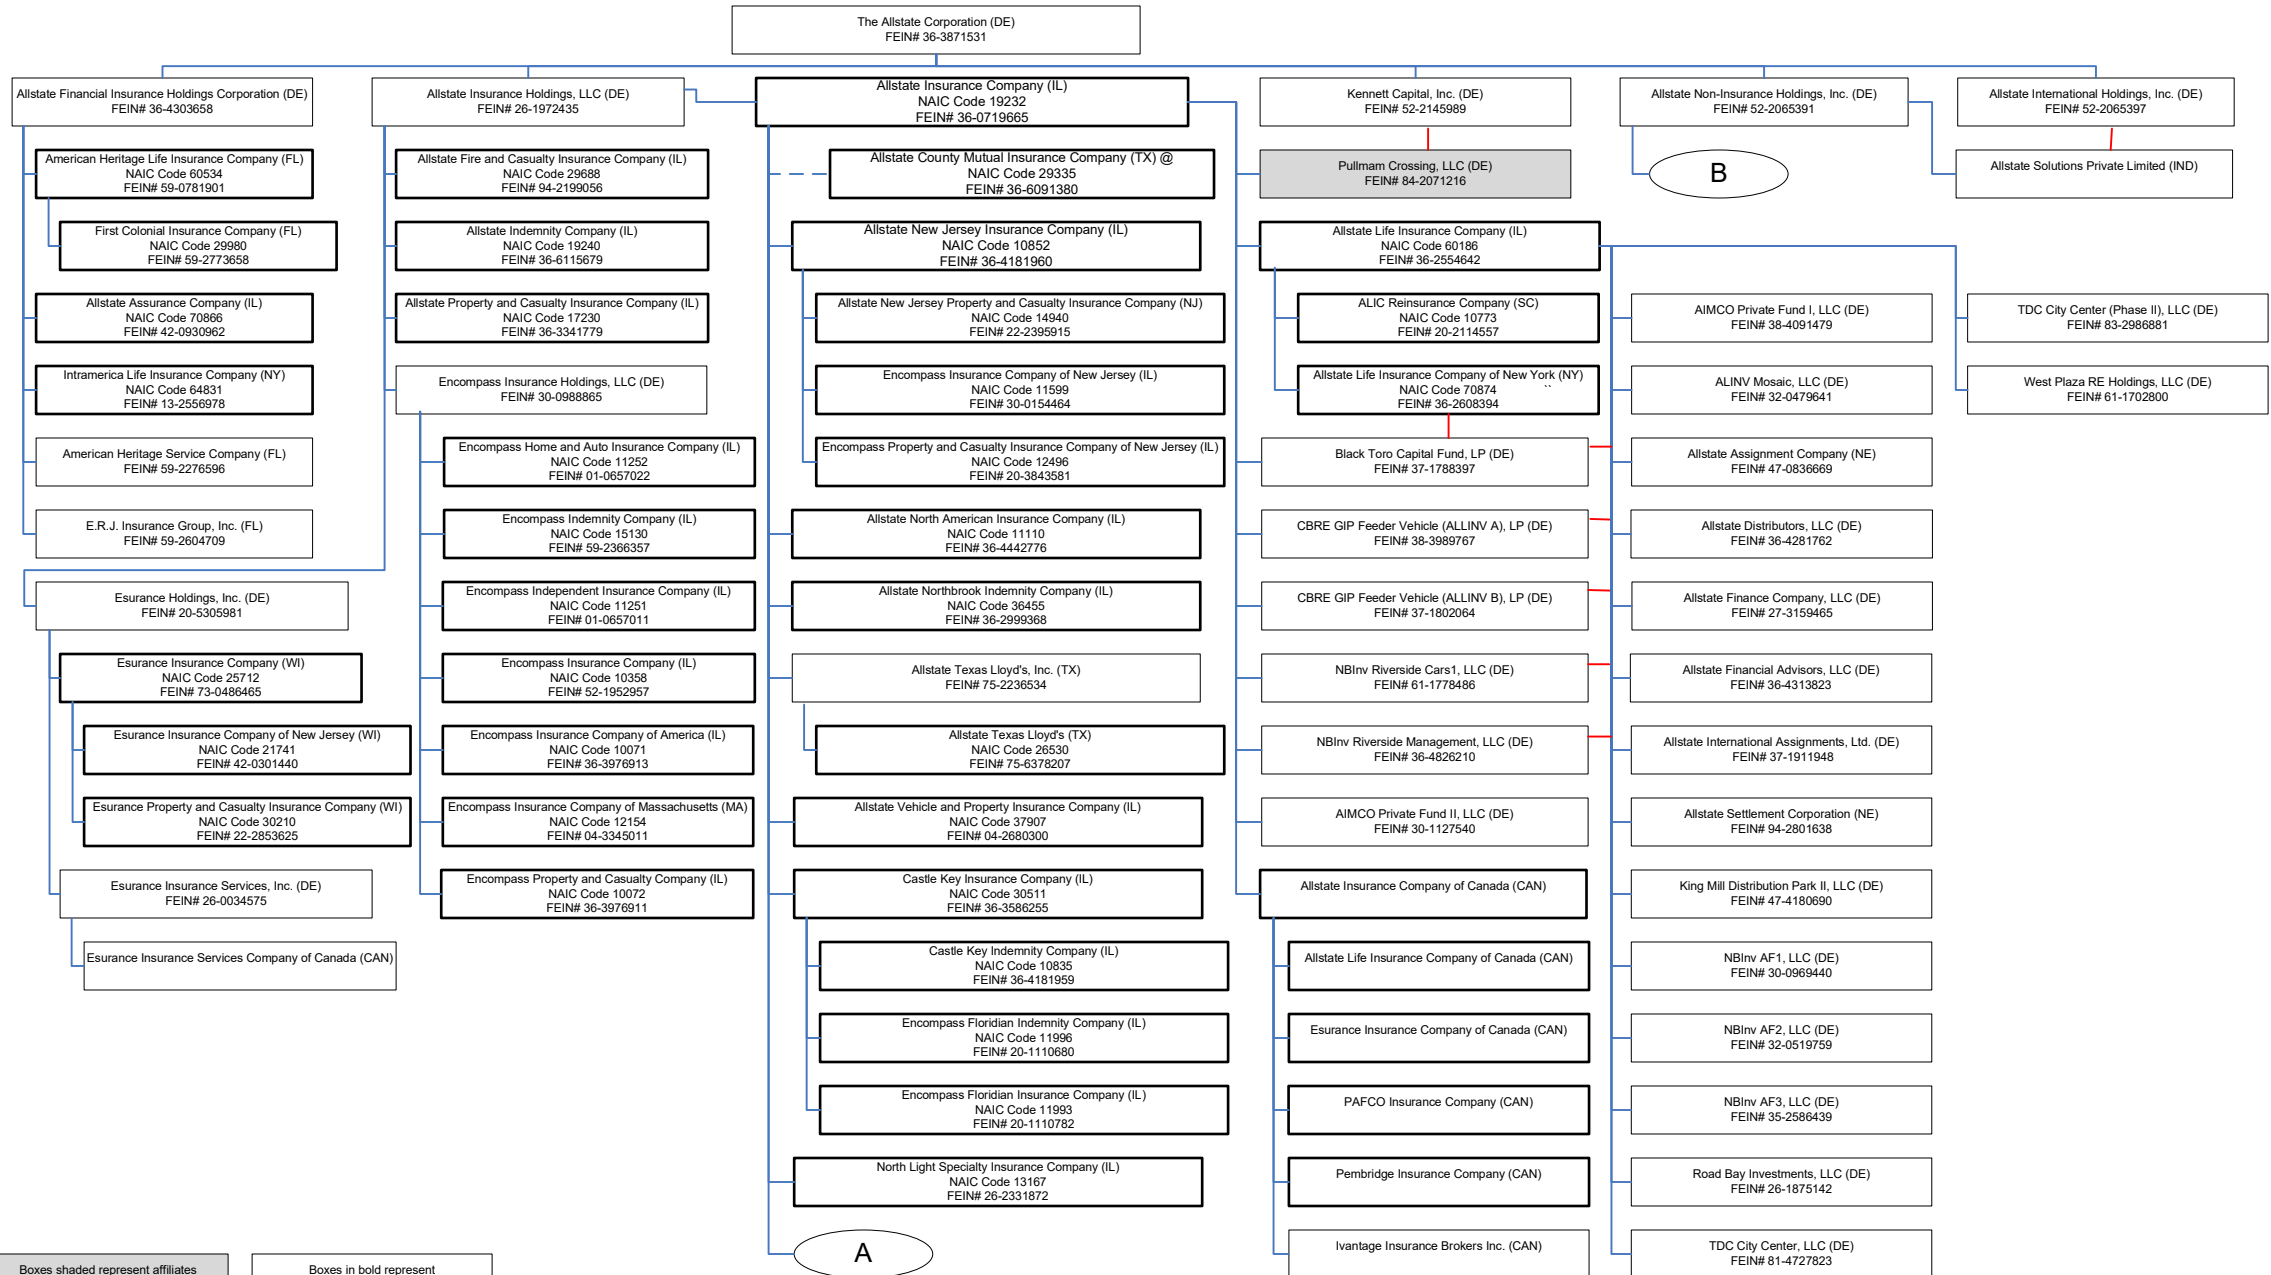 The Allstate Corporation (DE)
FEIN# 36-3871531
Allstate Financial Insurance Holdings Corporation (DE)
FEIN# 36-4303658
American Heritage Life Insurance Company (FL)
NAIC Code 60534
FEIN# 59-0781901
First Colonial Insurance Company (FL)
NAIC Code 29980
FEIN# 59-2773658
Allstate Assurance Company (IL)
NAIC Code 70866
FEIN# 42-0930962
Intramerica Life Insurance Company (NY)
NAIC Code 64831
FEIN# 13-2556978
American Heritage Service Company (FL)
FEIN# 59-2276596
E.R.J. Insurance Group, Inc. (FL)
FEIN# 59-2604709
Esurance Holdings, Inc. (DE)
FEIN# 20-5305981
Esurance Insurance Company (WI)
NAIC Code 25712
FEIN# 73-0486465
Esurance Insurance Company of New Jersey (WI)
NAIC Code 21741
FEIN# 42-0301440
Esurance Property and Casualty Insurance Company (WI)
NAIC Code 30210
FEIN# 22-2853625
Esurance Insurance Services, Inc. (DE)
FEIN# 26-0034575
Esurance Insurance Services Company of Canada (CAN)
Boxes shaded represent affiliates
Allstate Insurance Holdings, LLC (DE)
FEIN# 26-1972435
Allstate Fire and Casualty Insurance Company (IL)
NAIC Code 29688
FEIN# 94-2199056
Allstate Indemnity Company (IL)
NAIC Code 19240
FEIN# 36-6115679
Allstate Property and Casualty Insurance Company (IL)
NAIC Code 17230
FEIN# 36-3341779
Encompass Insurance Holdings, LLC (DE)
FEIN# 30-0988865
Encompass Home and Auto Insurance Company (IL)
NAIC Code 11252
FEIN# 01-0657022
Encompass Indemnity Company (IL)
NAIC Code 15130
FEIN# 59-2366357
Encompass Independent Insurance Company (IL)
NAIC Code 11251
FEIN# 01-0657011
Encompass Insurance Company (IL)
NAIC Code 10358
FEIN# 52-1952957
Encompass Insurance Company of America (IL)
NAIC Code 10071
FEIN# 36-3976913
Encompass Insurance Company of Massachusetts (MA)
NAIC Code 12154
FEIN# 04-3345011
Encompass Property and Casualty Company (IL)
NAIC Code 10072
FEIN# 36-3976911
Boxes in bold represent
Allstate Insurance Company (IL)
NAIC Code 19232
FEIN# 36-0719665
Allstate County Mutual Insurance Company (TX) @
NAIC Code 29335
FEIN# 36-6091380
Allstate New Jersey Insurance Company (IL)
NAIC Code 10852
FEIN# 36-4181960
Allstate New Jersey Property and Casualty Insurance Company (NJ)
NAIC Code 14940
FEIN# 22-2395915
Encompass Insurance Company of New Jersey (IL)
NAIC Code 11599
FEIN# 30-0154464
Encompass Property and Casualty Insurance Company of New Jersey (IL)
NAIC Code 12496
FEIN# 20-3843581
Allstate North American Insurance Company (IL)
NAIC Code 11110
FEIN# 36-4442776
Allstate Northbrook Indemnity Company (IL)
NAIC Code 36455
FEIN# 36-2999368
Allstate Texas Lloyd's, Inc. (TX)
FEIN# 75-2236534
Allstate Texas Lloyd's (TX)
NAIC Code 26530
FEIN# 75-6378207
Allstate Vehicle and Property Insurance Company (IL)
NAIC Code 37907
FEIN# 04-2680300
Castle Key Insurance Company (IL)
NAIC Code 30511
FEIN# 36-3586255
Castle Key Indemnity Company (IL)
NAIC Code 10835
FEIN# 36-4181959
Encompass Floridian Indemnity Company (IL)
NAIC Code 11996
FEIN# 20-1110680
Encompass Floridian Insurance Company (IL)
NAIC Code 11993
FEIN# 20-1110782
North Light Specialty Insurance Company (IL)
NAIC Code 13167
FEIN# 26-2331872
A
Kennett Capital, Inc. (DE)
FEIN# 52-2145989
Pullmam Crossing, LLC (DE)
FEIN# 84-2071216
Allstate Life Insurance Company (IL)
NAIC Code 60186
FEIN# 36-2554642
ALIC Reinsurance Company (SC)
NAIC Code 10773
FEIN# 20-2114557
Allstate Life Insurance Company of New York (NY)
NAIC Code 70874 ``
FEIN# 36-2608394
Black Toro Capital Fund, LP (DE)
FEIN# 37-1788397
CBRE GIP Feeder Vehicle (ALLINV A), LP (DE)
FEIN# 38-3989767
CBRE GIP Feeder Vehicle (ALLINV B), LP (DE)
FEIN# 37-1802064
NBInv Riverside Cars1, LLC (DE)
FEIN# 61-1778486
NBInv Riverside Management, LLC (DE)
FEIN# 36-4826210
AIMCO Private Fund II, LLC (DE)
FEIN# 30-1127540
Allstate Insurance Company of Canada (CAN)
Allstate Life Insurance Company of Canada (CAN)
Esurance Insurance Company of Canada (CAN)
PAFCO Insurance Company (CAN)
Pembridge Insurance Company (CAN)
Ivantage Insurance Brokers Inc. (CAN)
Allstate Non-Insurance Holdings, Inc. (DE)
FEIN# 52-2065391
B
AIMCO Private Fund I, LLC (DE)
FEIN# 38-4091479
ALINV Mosaic, LLC (DE)
FEIN# 32-0479641
Allstate Assignment Company (NE)
FEIN# 47-0836669
Allstate Distributors, LLC (DE)
FEIN# 36-4281762
Allstate Finance Company, LLC (DE)
FEIN# 27-3159465
Allstate Financial Advisors, LLC (DE)
FEIN# 36-4313823
Allstate International Assignments, Ltd. (DE)
FEIN# 37-1911948
Allstate Settlement Corporation (NE)
FEIN# 94-2801638
King Mill Distribution Park II, LLC (DE)
FEIN# 47-4180690
NBInv AF1, LLC (DE)
FEIN# 30-0969440
NBInv AF2, LLC (DE)
FEIN# 32-0519759
NBInv AF3, LLC (DE)
FEIN# 35-2586439
Road Bay Investments, LLC (DE)
FEIN# 26-1875142
TDC City Center, LLC (DE)
FEIN# 81-4727823
Allstate International Holdings, Inc. (DE)
FEIN# 52-2065397
Allstate Solutions Private Limited (IND)
TDC City Center (Phase II), LLC (DE)
FEIN# 83-2986881
West Plaza RE Holdings, LLC (DE)
FEIN# 61-1702800